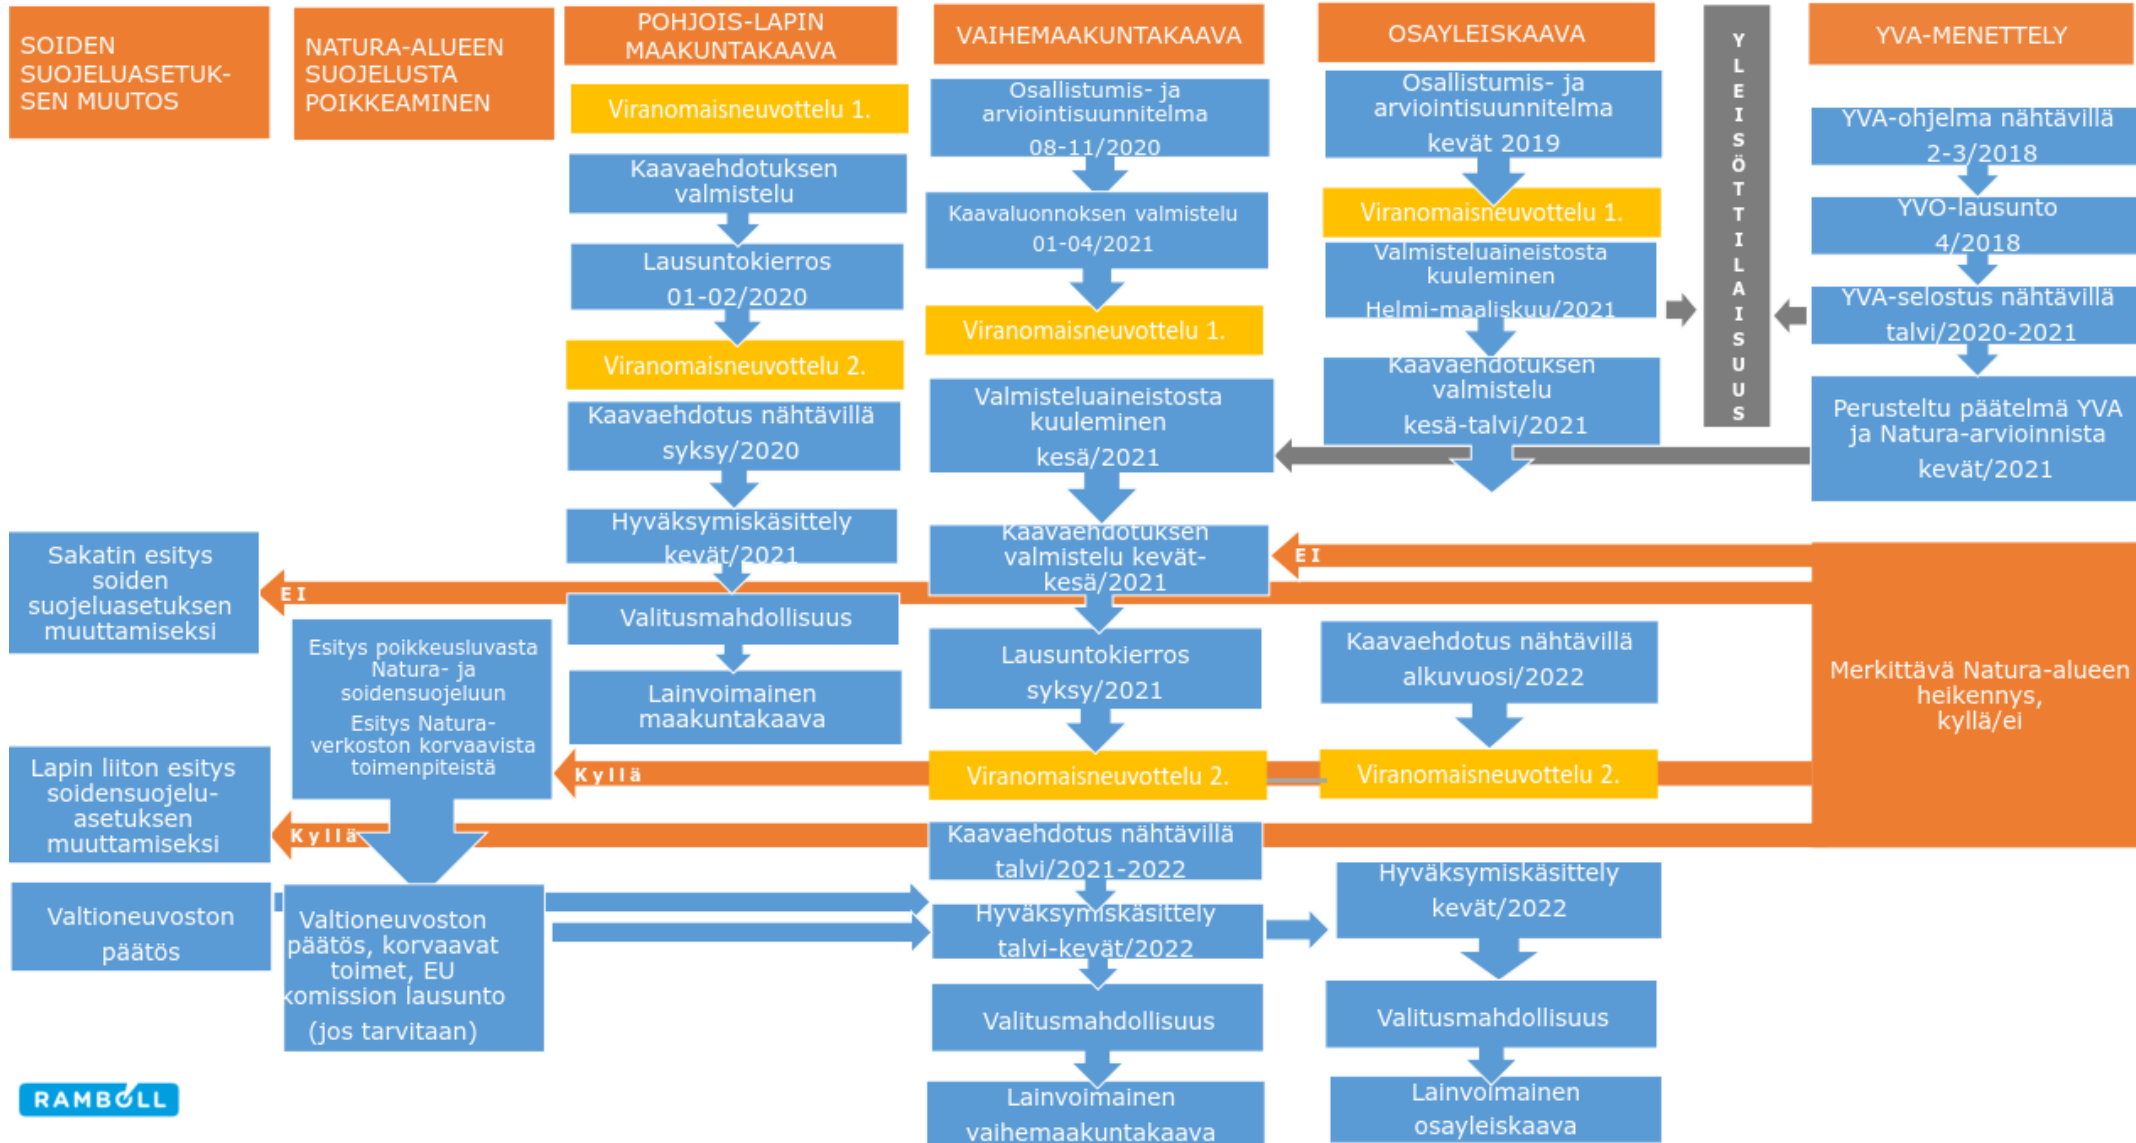 SOIDEN
SUOJELUASETUK-
SEN MUUTOS
Sakatin esitys
soiden
suojeluasetuksen
muuttamiseksi
Lapin liiton esitys
soidensuojelu-
asetuksen
muuttamiseksi
Valtioneuvoston
päätös
NATURA-ALUEEN
SUOJELUSTA
POIKKEAMINEN
Esitys poikkeusluvasta
Natura- ja
soidensuojeluun
Esitys Natura-
verkoston korvaavista
toimenpiteistä
Valtioneuvoston
päätös, korvaavat
toimet, EU
komission lausunto
(jos tarvitaan)
POHJOIS-LAPIN
MAAKUNTAKAAVA
Viranomaisneuvottelu 1.
Kaavaehdotuksen
valmistelu
Lausuntokierros
01-02/2020
Viranomaisneuvottelu 2.
Kaavaehdotus nähtävillä
syksy/2020
Hyväksymiskäsittely
kevät/2021
Valitusmahdollisuus
Lainvoimainen
maakuntakaava
VAIHEMAAKUNTAKAAVA
Osallistumis- ja
arviointisuunnitelma
08-11/2020
Kaavaluonnoksen valmistelu
01-04/2021
Viranomaisneuvottelu 1.
Valmisteluaineistosta
kuuleminen
kesä/2021
Kaavaehdotuksen
valmistelu kevät-
kesä/2021
Lausuntokierros
syksy/2021
Viranomaisneuvottelu 2.
Kaavaehdotus nähtävillä
talvi/2021-2022
Hyväksymiskäsittely
talvi-kevät/2022
Valitusmahdollisuus
Lainvoimainen
vaihemaakuntakaava
OSAYLEISKAAVA
Osallistumis- ja
arviointisuunnitelma
kevät 2019
Viranomaisneuvottelu 1.
Valmisteluaineistosta
kuuleminen
Helmi-maaliskuu/2021
Kaavaehdotuksen
valmistelu
kesä-talvi/2021
Kaavaehdotus nähtävillä
alkuvuosi/2022
Viranomaisneuvottelu 2.
Hyväksymiskäsittely
kevät/2022
Valitusmahdollisuus
Lainvoimainen
osayleiskaava
YLEISÖTTILAISUUS
YVA-MENETTELY
YVA-ohjelma nähtävillä
2-3/2018
YVO-lausunto
4/2018
YVA-selostus nähtävillä
talvi/2020-2021
Perusteltu päätelmä YVA
ja Natura-arvioinnista
kevät/2021
Merkittävä Natura-alueen
heikennys,
kyllä/ei
EI
EI
Kyllä
Kyllä
RAMBOLL